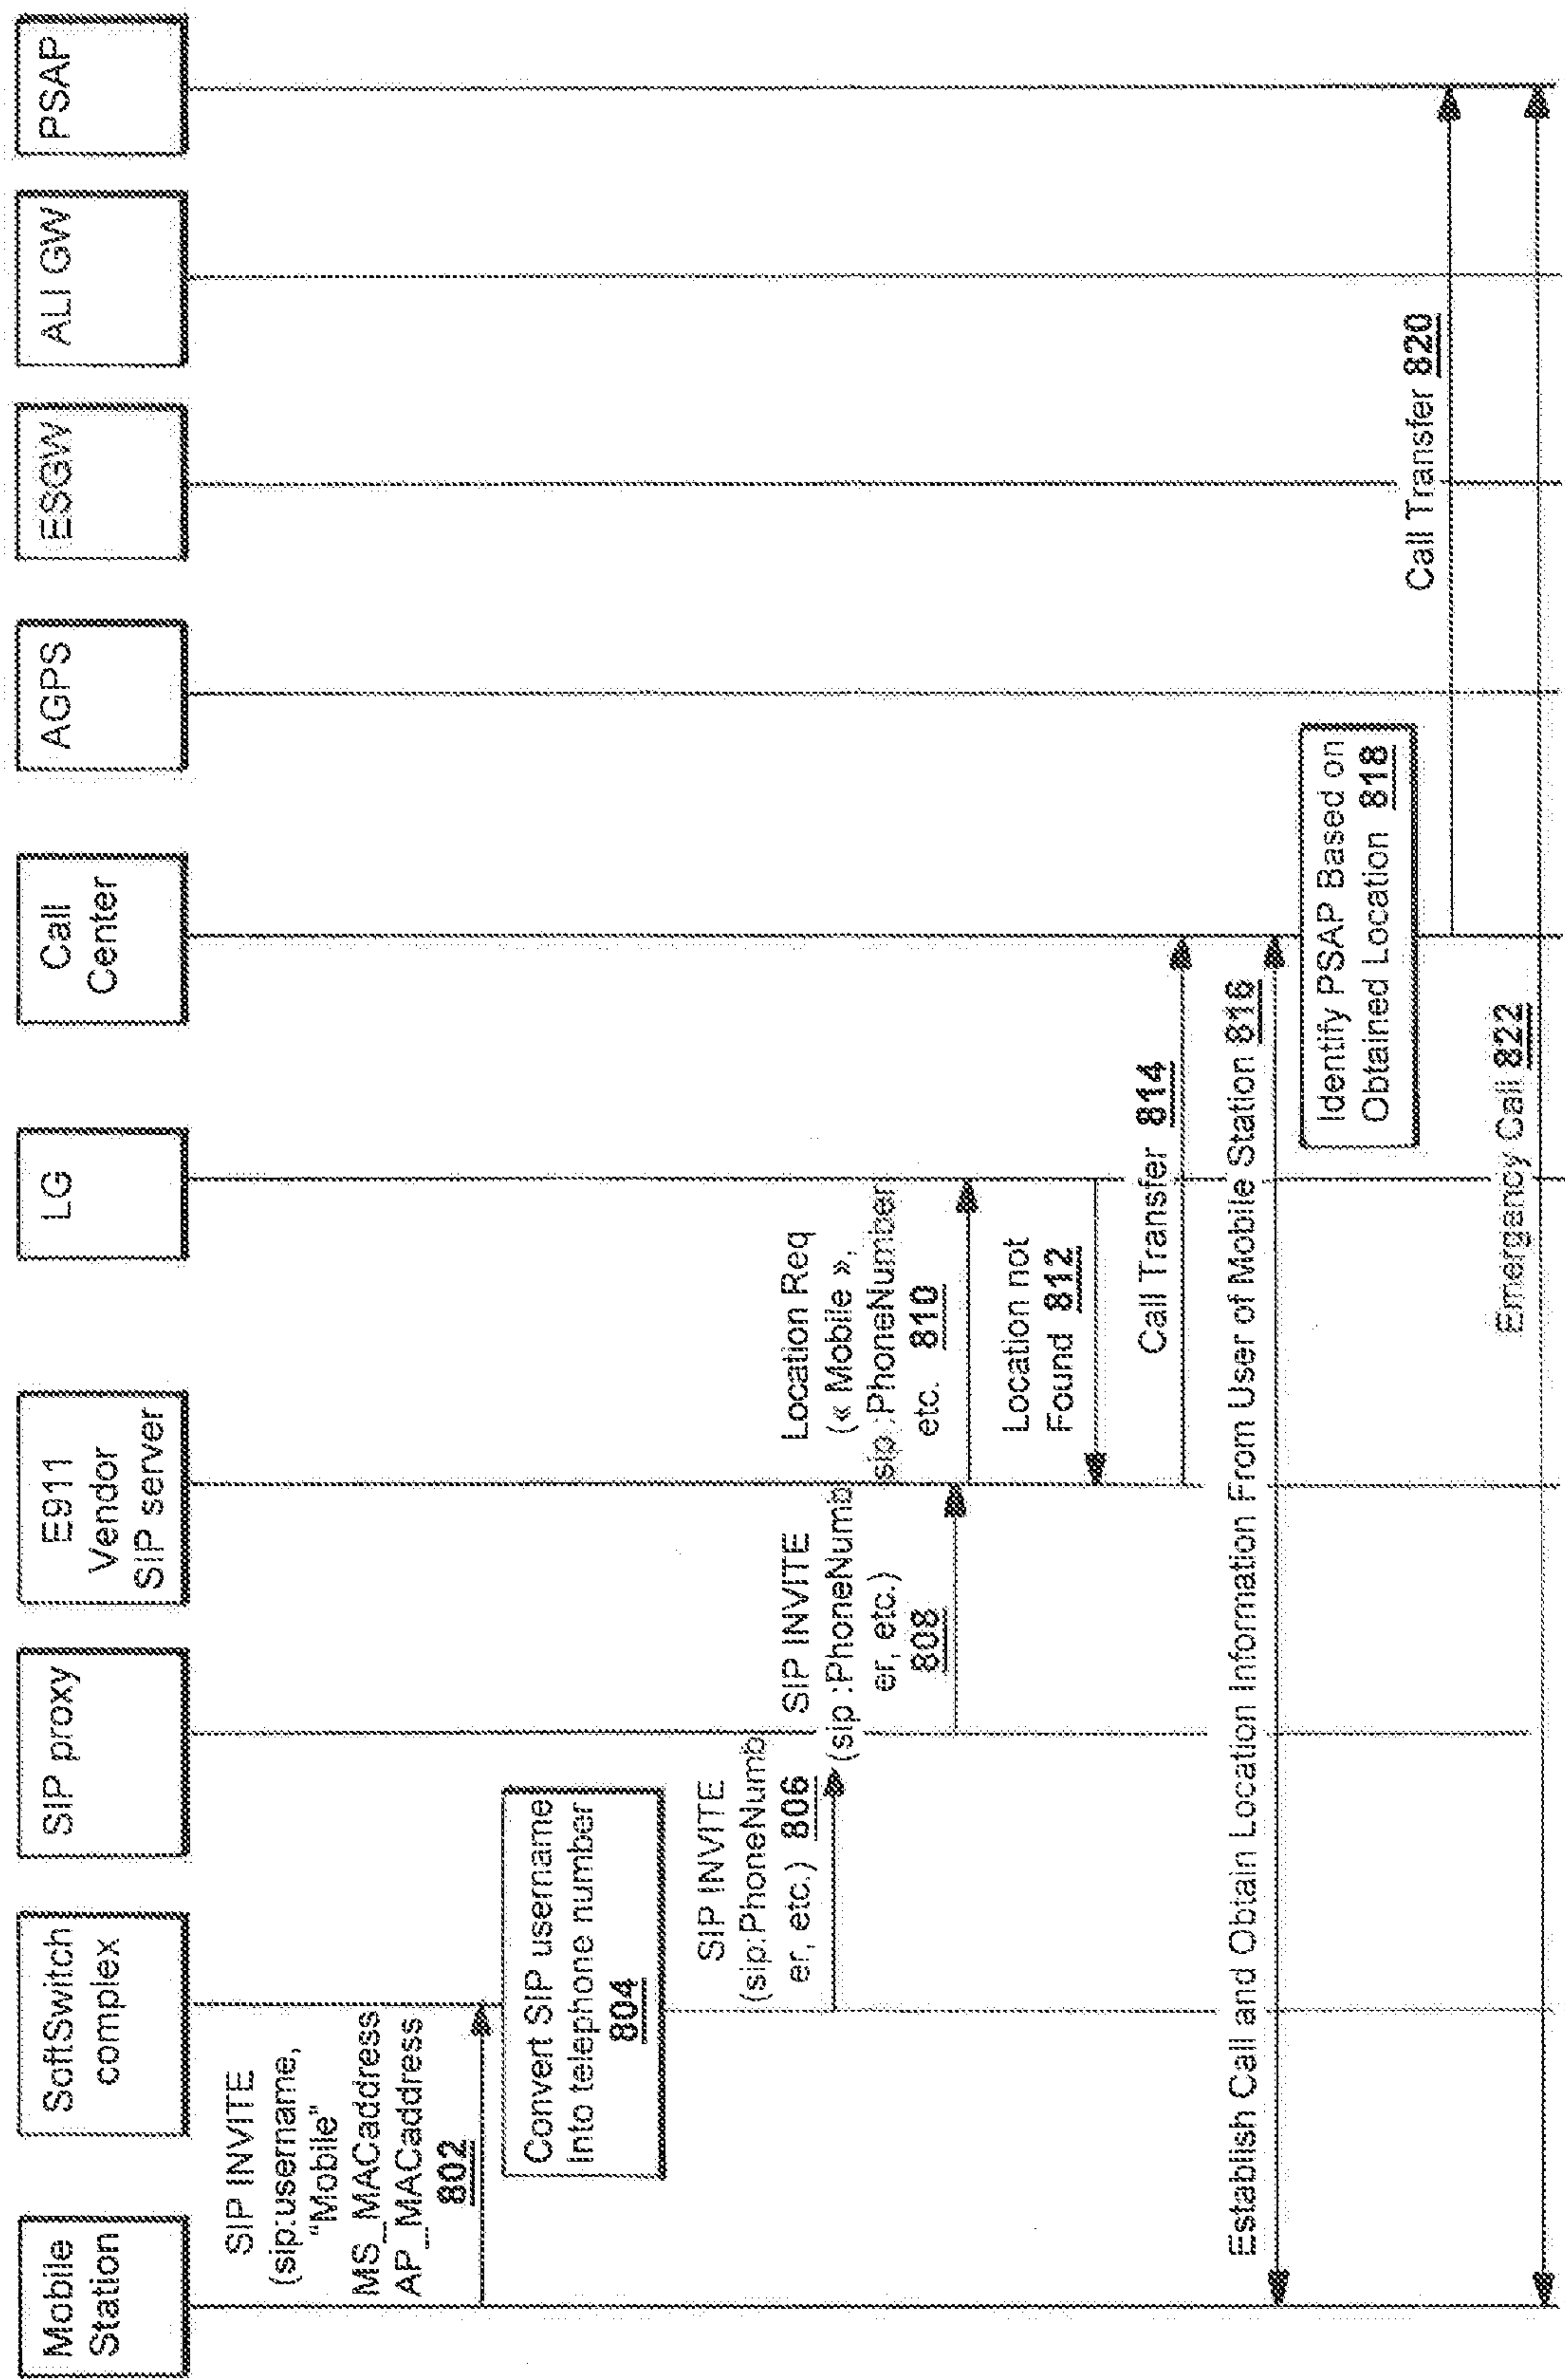 Mobile
Station
SoftSwitch
complex
SIP proxy
E911
Vendor
SIP server
LG
Call
Center
AGPS
ESGW
ALI GW
PSAP
SIP INVITE
(sip:username,
"Mobile"
MS_MACaddress
AP_MACaddress
802
Convert SIP username
Into telephone number
804
SIP INVITE
(sip:PhoneNumb
er, etc.) 806
SIP INVITE
(sip :PhoneNumb
er, etc.)
808
Location Req
(« Mobile »,
sip :PhoneNumber
etc. 810
Location not
Found 812
Call Transfer 814
Establish Call and Obtain Location Information From User of Mobile Station 816
Identify PSAP Based on
Obtained Location 818
Call Transfer 820
Emergency Call 822